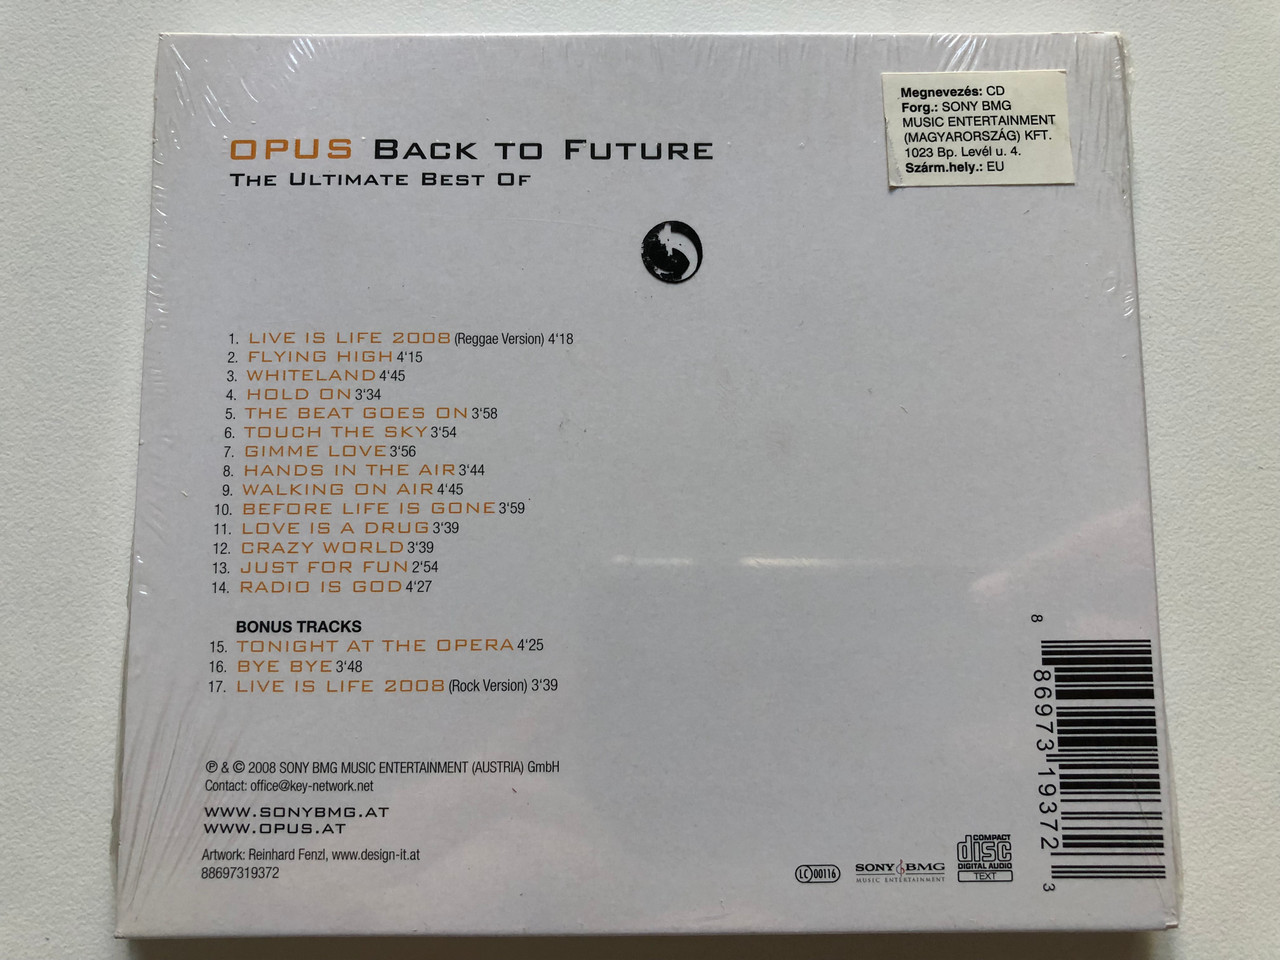 OPUS BACK TO FUTURE
THE ULTIMATE BEST OF
Megnevezés: CD
Forg.: SONY BMG
MUSIC ENTERTAINMENT
(MAGYARORSZÁG) KFT.
1023 Bp. Levél u. 4.
Szárm.hely.: EU
1. LIVE IS LIFE 2008 (Reggae Version) 4'18
2. FLYING HIGH 4'15
3. WHITELAND 4'45
4. HOLD ON 3'34
5. THE BEAT GOES ON 3'58
6. TOUCH THE SKY 3'54
7. GIMME LOVE 3'56
8. HANDS IN THE AIR 3'44
9. WALKING ON AIR 4'45
10. BEFORE LIFE IS GONE 3'59
11. LOVE IS A DRUG 3'39
12. CRAZY WORLD 3'39
13. JUST FOR FUN 2'54
14. RADIO IS GOD 4'27
BONUS TRACKS
15. TONIGHT AT THE OPERA 4'25
16. BYE BYE 3'48
17. LIVE IS LIFE 2008 (Rock Version) 3'39
℗ & © 2008 SONY BMG MUSIC ENTERTAINMENT (AUSTRIA) GmbH
Contact: office@key-network.net
WWW.SONYBMG.AT
WWW.OPUS.AT
Artwork: Reinhard Fenzl, www.design-it.at
88697319372
LC 00116
SONY BMG
MUSIC ENTERTAINMENT
COMPACT
disc
DIGITAL AUDIO
TEXT
8 86973 19372 3